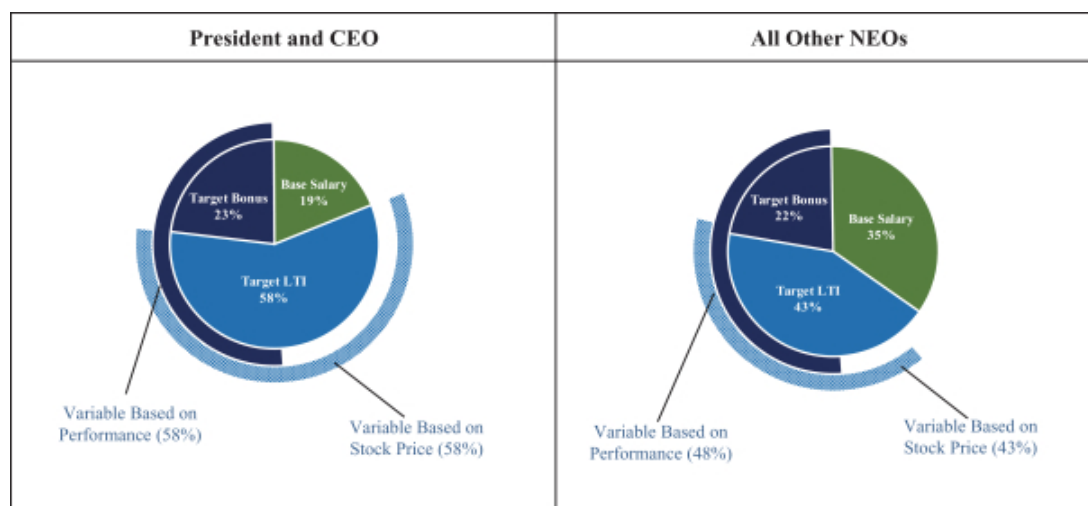 President and CEO
All Other NEOs
Target Bonus
23%
Base Salary
19%
Target LTI
58%
Variable Based on
Performance (58%)
Variable Based on
Stock Price (58%)
Target Bonus
22%
Base Salary
35%
Target LTI
43%
Variable Based on
Performance (48%)
Variable Based on
Stock Price (43%)